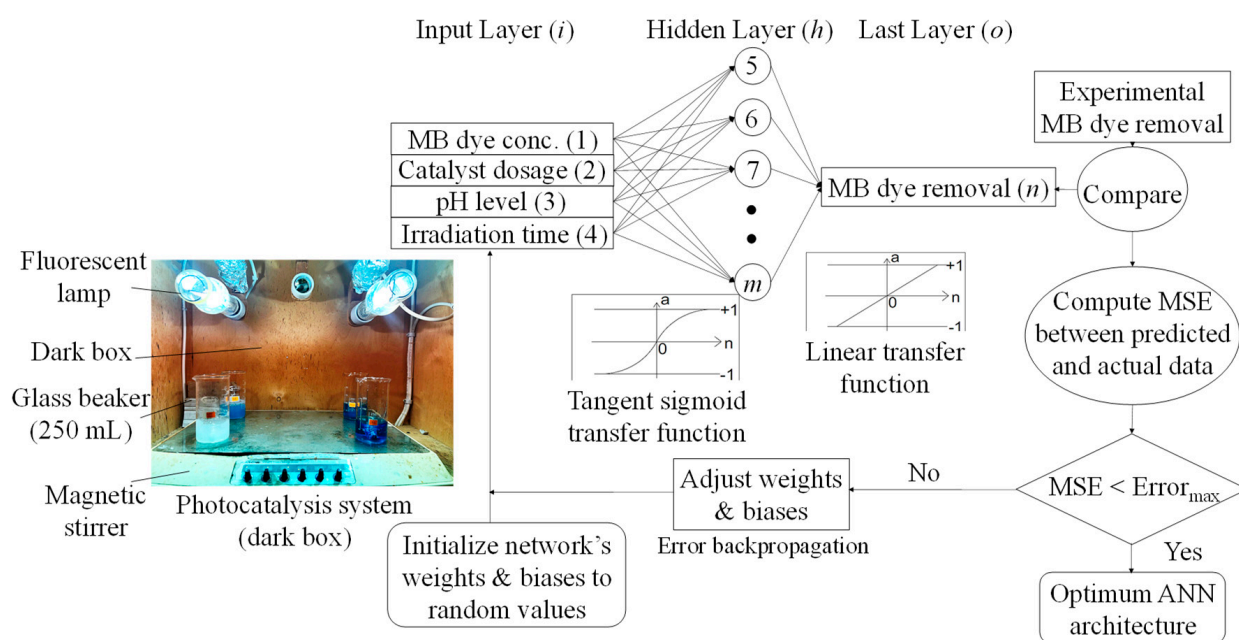 Input Layer (i)
Hidden Layer (h)
Last Layer (o)
5
6
7
m
MB dye conc. (1)
Catalyst dosage (2)
pH level (3)
Irradiation time (4)
MB dye removal (n)
Experimental
MB dye removal
Compare
Compute MSE
between predicted
and actual data
MSE < Errormax
No
Yes
Optimum ANN
architecture
Adjust weights
& biases
Error backpropagation
Initialize network's
weights & biases to
random values
a
+1
0
n
-1
Tangent sigmoid
transfer function
a
+1
0
n
-1
Linear transfer
function
Fluorescent
lamp
Dark box
Glass beaker
(250 mL)
Magnetic
stirrer
Photocatalysis system
(dark box)